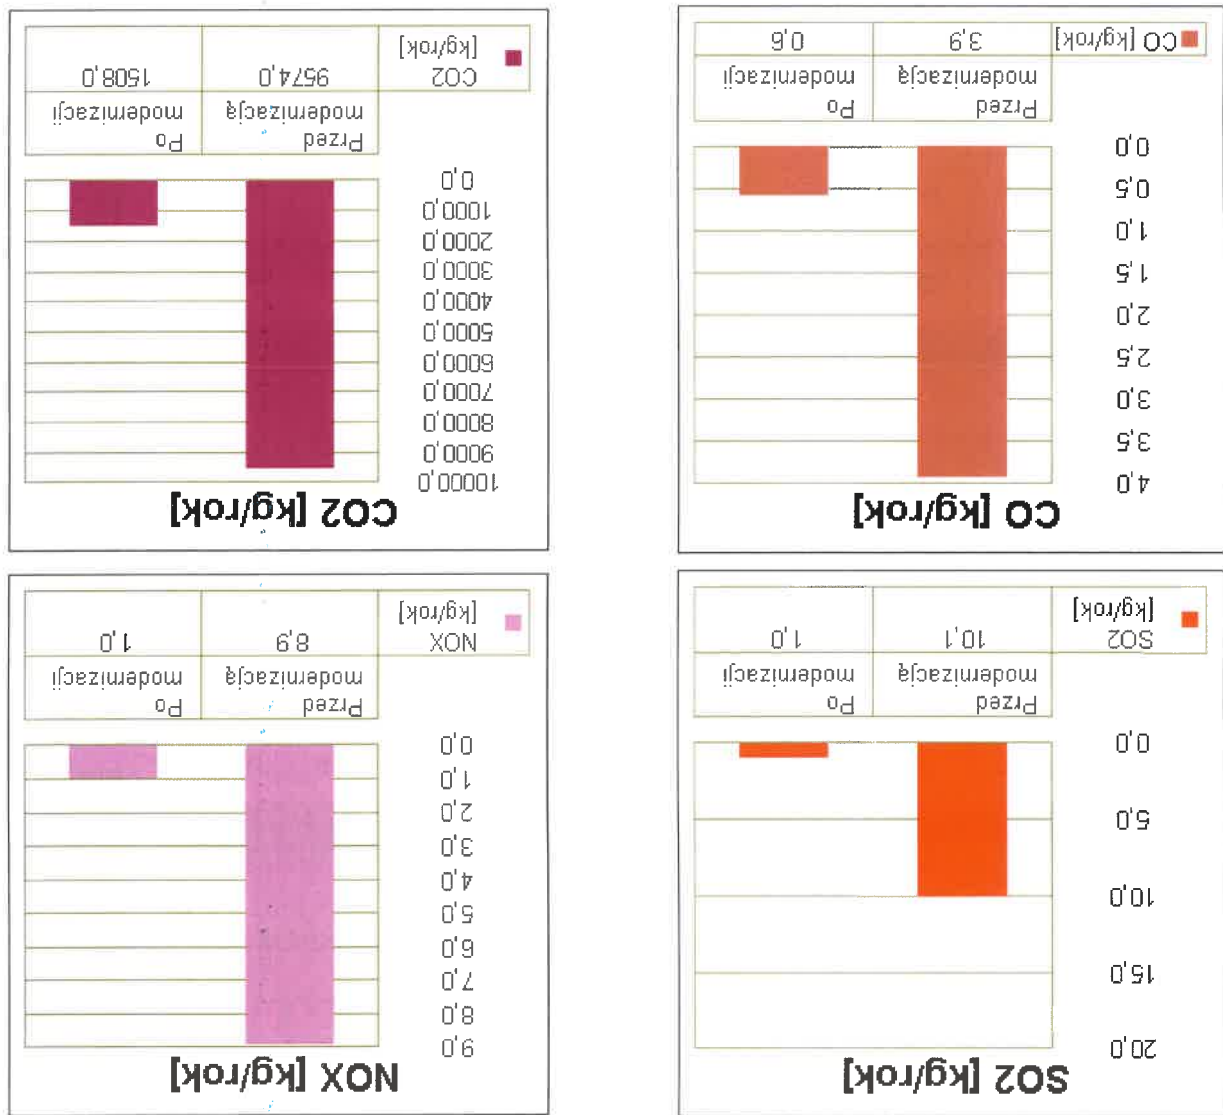 SO2 [kg/rok]
20,0
15,0
10,0
5,0
0,0
Przed modernizacją
Po modernizacji
SO2 [kg/rok]
10,1
1,0
NOX [kg/rok]
9,0
8,0
7,0
6,0
5,0
4,0
3,0
2,0
1,0
0,0
Przed modernizacją
Po modernizacji
NOX [kg/rok]
8,9
1,0
CO [kg/rok]
4,0
3,5
3,0
2,5
2,0
1,5
1,0
0,5
0,0
Przed modernizacją
Po modernizacji
CO [kg/rok]
3,9
0,6
CO2 [kg/rok]
10000,0
9000,0
8000,0
7000,0
6000,0
5000,0
4000,0
3000,0
2000,0
1000,0
0,0
Przed modernizacją
Po modernizacji
CO2 [kg/rok]
9574,0
1508,0